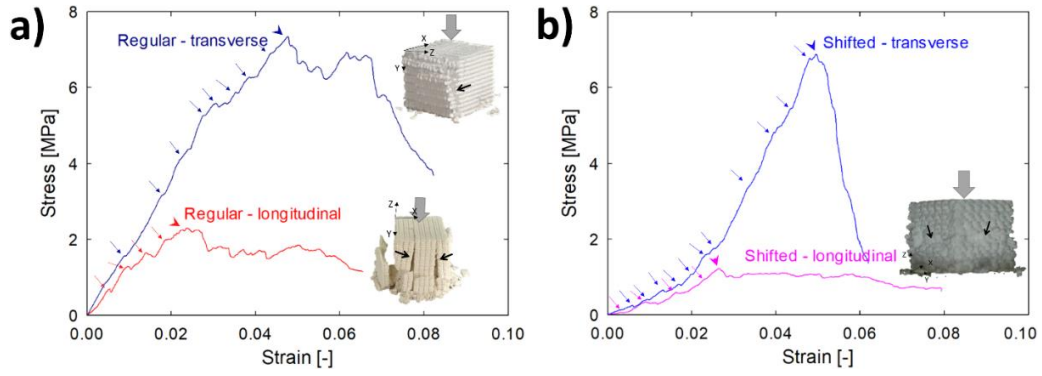 a)
Regular - transverse
Regular - longitudinal
X
Z
Y
Z
X
Y
Stress [MPa]
8
6
4
2
0
0.00 0.02 0.04 0.06 0.08 0.10
Strain [-]
b)
Shifted - transverse
Shifted - longitudinal
Z
X
Y
Stress [MPa]
8
6
4
2
0
0.00 0.02 0.04 0.06 0.08 0.10
Strain [-]